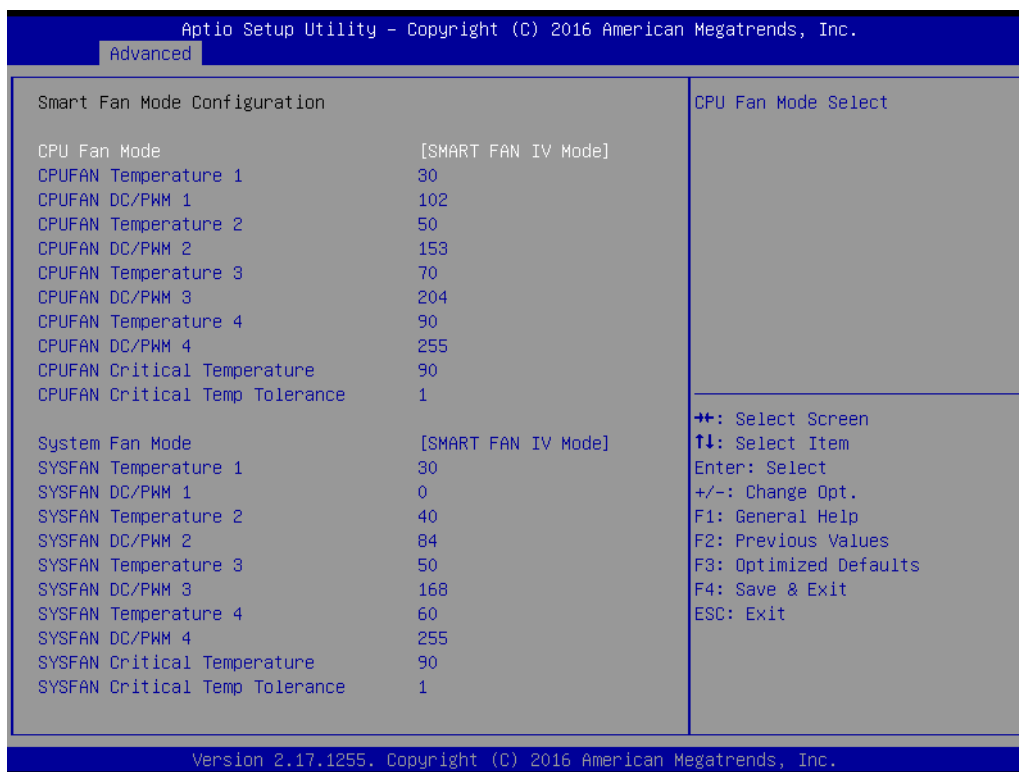 Aptio Setup Utility – Copyright (C) 2016 American Megatrends, Inc.
Advanced
Smart Fan Mode Configuration
CPU Fan Mode [SMART FAN IV Mode]
CPUFAN Temperature 1 30
CPUFAN DC/PWM 1 102
CPUFAN Temperature 2 50
CPUFAN DC/PWM 2 153
CPUFAN Temperature 3 70
CPUFAN DC/PWM 3 204
CPUFAN Temperature 4 90
CPUFAN DC/PWM 4 255
CPUFAN Critical Temperature 90
CPUFAN Critical Temp Tolerance 1
System Fan Mode [SMART FAN IV Mode]
SYSFAN Temperature 1 30
SYSFAN DC/PWM 1 0
SYSFAN Temperature 2 40
SYSFAN DC/PWM 2 84
SYSFAN Temperature 3 50
SYSFAN DC/PWM 3 168
SYSFAN Temperature 4 60
SYSFAN DC/PWM 4 255
SYSFAN Critical Temperature 90
SYSFAN Critical Temp Tolerance 1
CPU Fan Mode Select
→←: Select Screen
↑↓: Select Item
Enter: Select
+/-: Change Opt.
F1: General Help
F2: Previous Values
F3: Optimized Defaults
F4: Save & Exit
ESC: Exit
Version 2.17.1255. Copyright (C) 2016 American Megatrends, Inc.